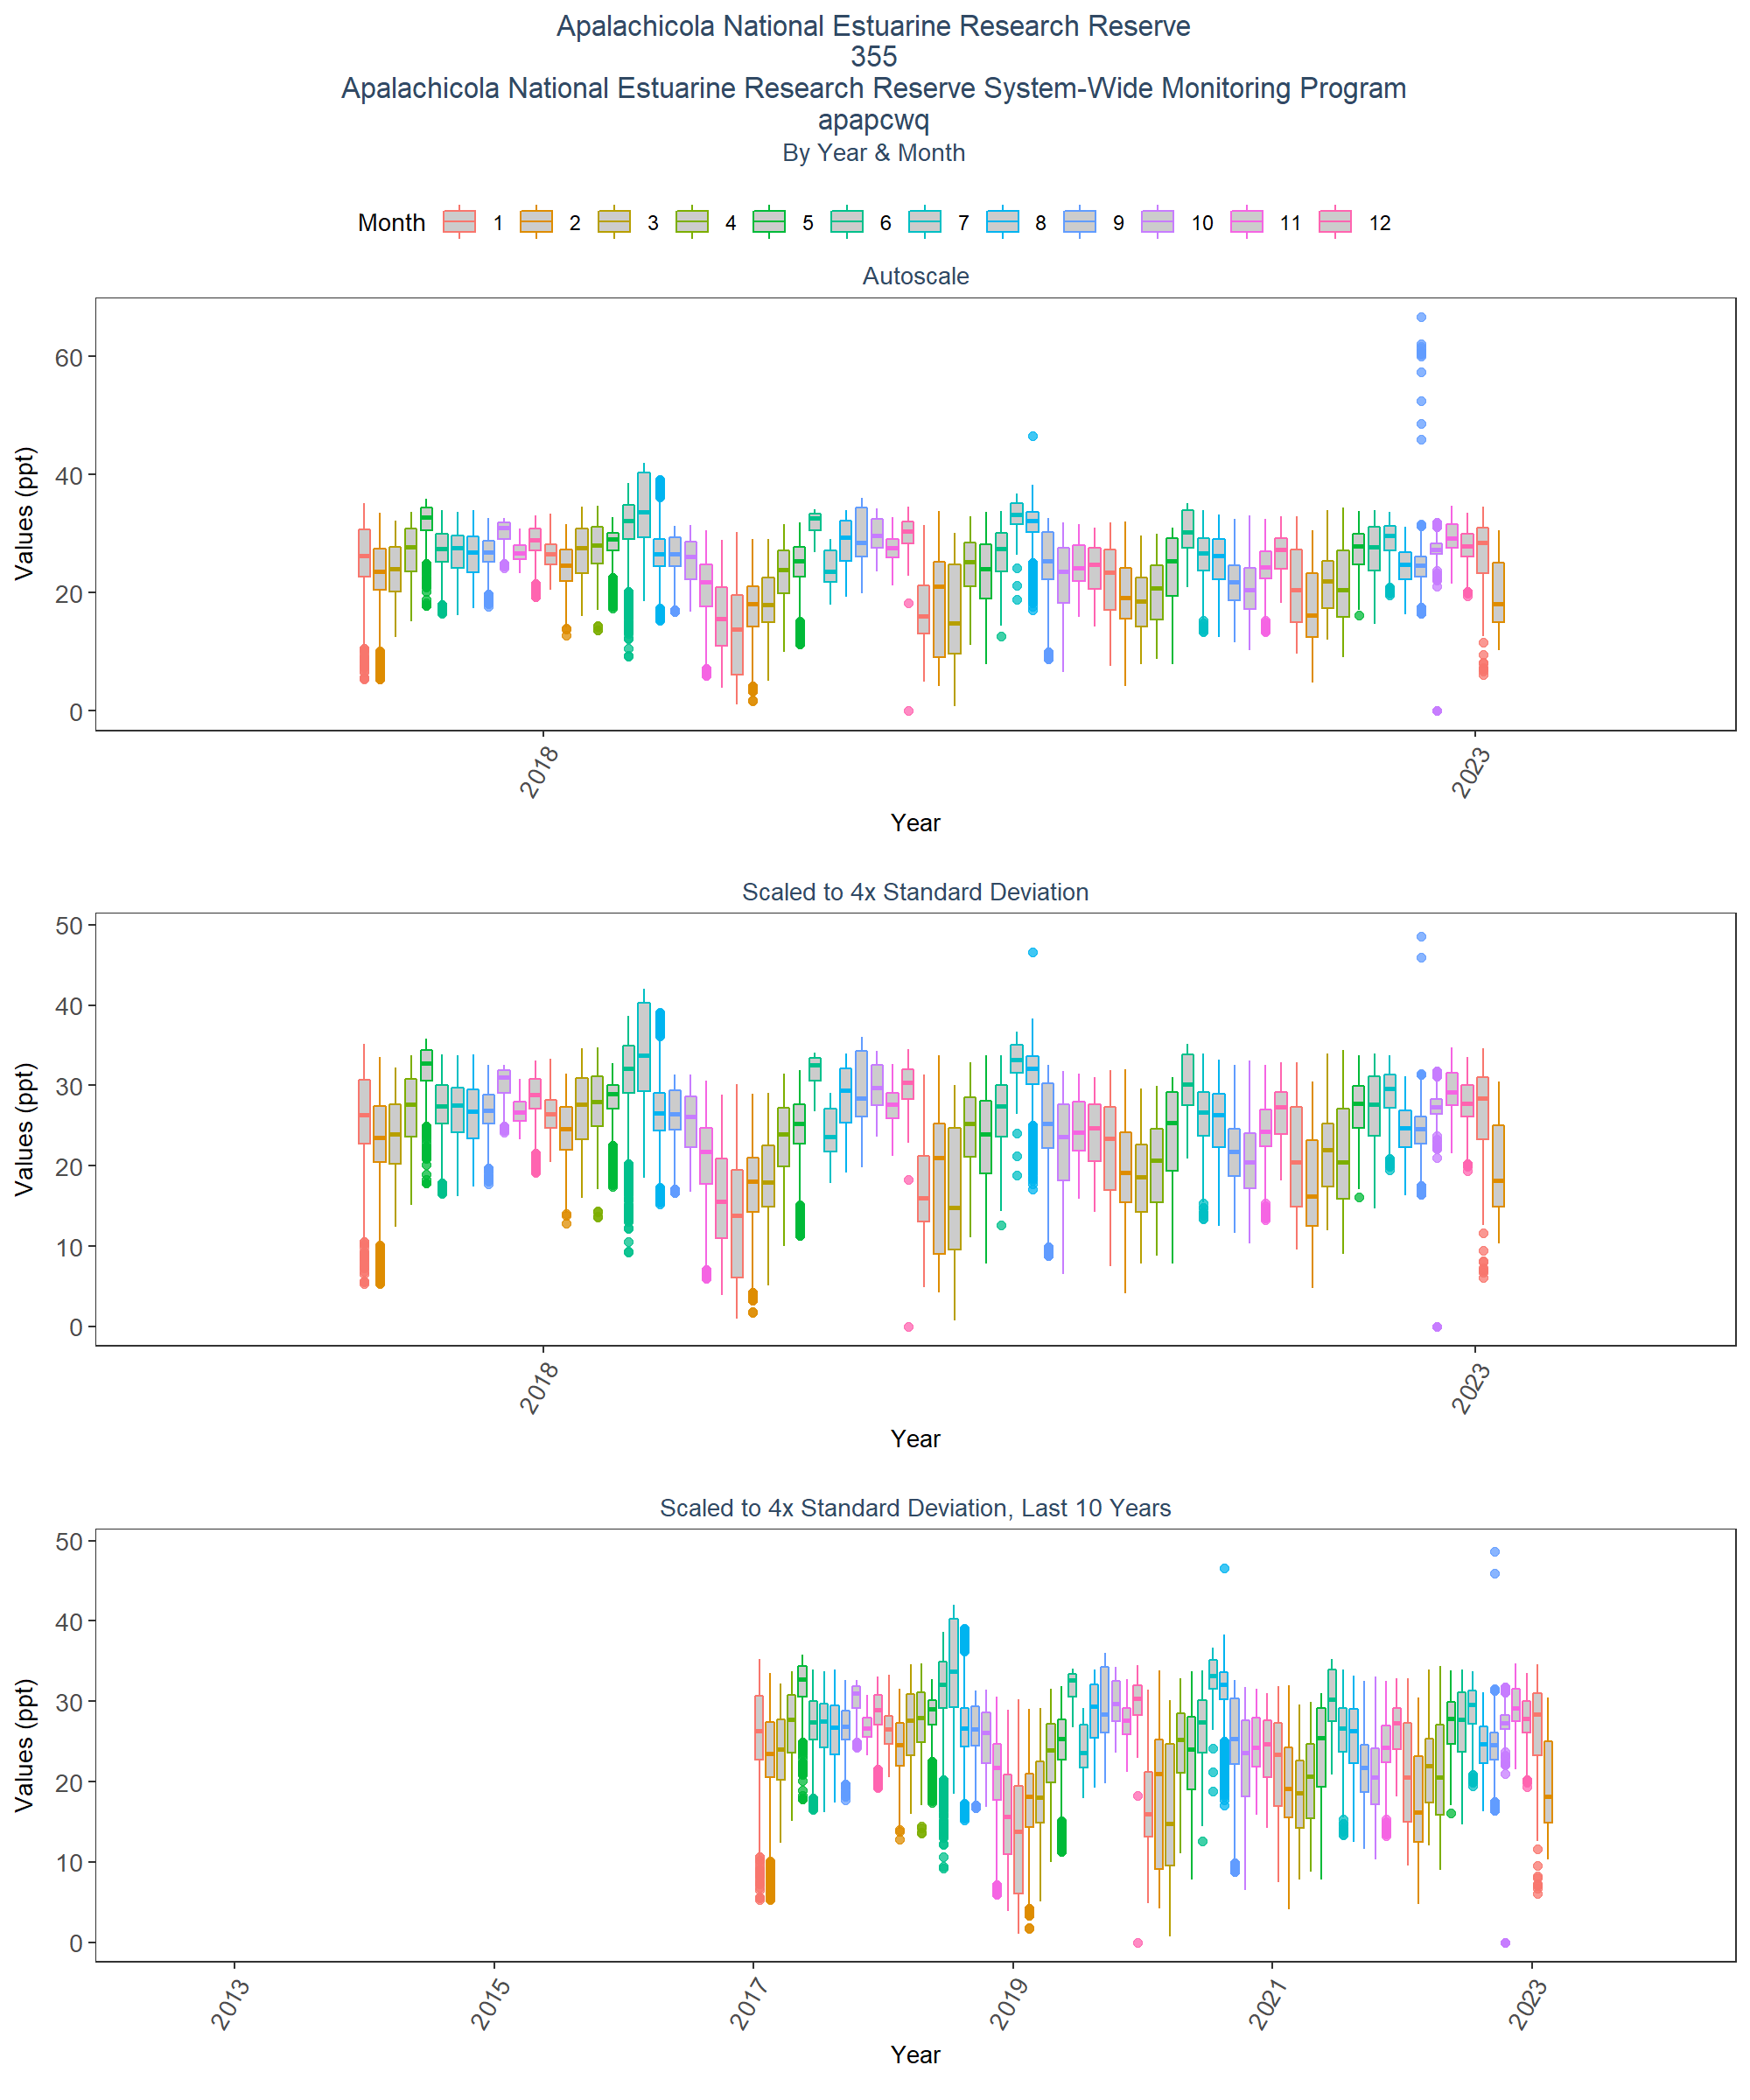 Apalachicola National Estuarine Research Reserve
355
Apalachicola National Estuarine Research Reserve System-Wide Monitoring Program
apapcwq
By Year & Month
Month 1 2 3 4 5 6 7 8 9 10 11 12
Autoscale
Values (ppt)
60
40
20
0
2018 2023
Year
Scaled to 4x Standard Deviation
Values (ppt)
50
40
30
20
10
0
2018 2023
Year
Scaled to 4x Standard Deviation, Last 10 Years
Values (ppt)
50
40
30
20
10
0
2013 2015 2017 2019 2021 2023
Year